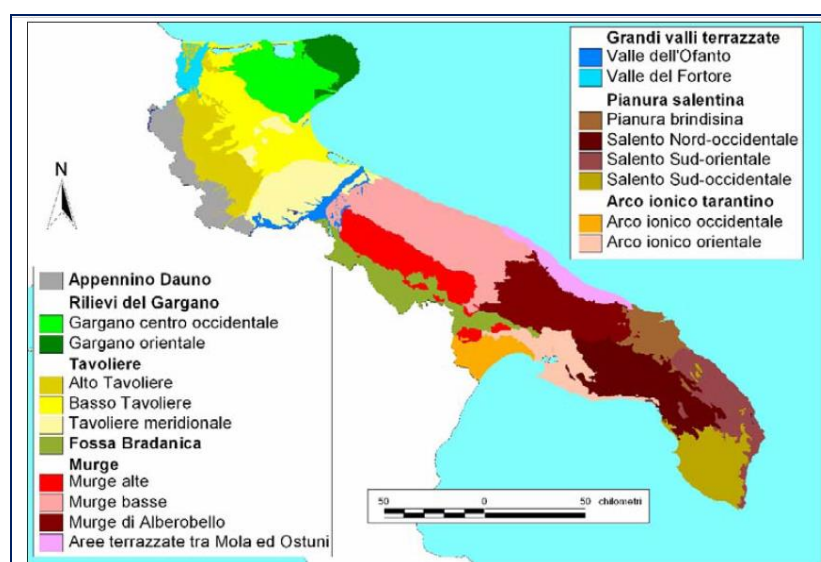 Grandi valli terrazzate
Valle dell'Ofanto
Valle del Fortore
Pianura salentina
Pianura brindisina
Salento Nord-occidentale
Salento Sud-orientale
Salento Sud-occidentale
Arco ionico tarantino
Arco ionico occidentale
Arco ionico orientale
N
Appennino Dauno
Rilievi del Gargano
Gargano centro occidentale
Gargano orientale
Tavoliere
Alto Tavoliere
Basso Tavoliere
Tavoliere meridionale
Fossa Bradanica
Murge
Murge alte
Murge basse
Murge di Alberobello
Aree terrazzate tra Mola ed Ostuni
50 0 50 chilometri